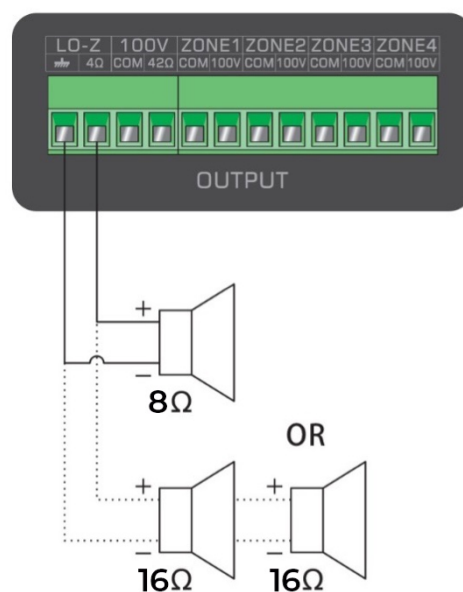 LO-Z 100V ZONE1 ZONE2 ZONE3 ZONE4
4Ω COM 42Ω COM 100V COM 100V COM 100V COM 100V
OUTPUT
+
−
8Ω
OR
+ +
− −
16Ω 16Ω